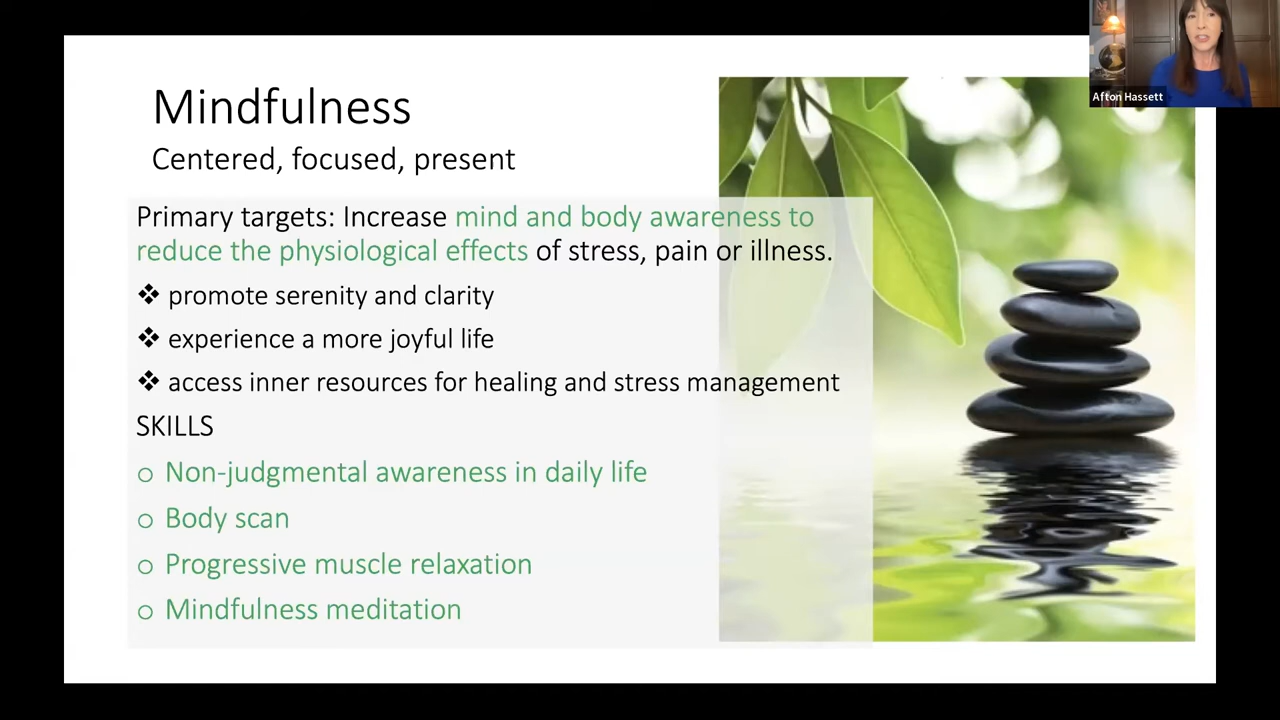 Afton Hassett
Mindfulness
Centered, focused, present
Primary targets: Increase mind and body awareness to
reduce the physiological effects of stress, pain or illness.
❖ promote serenity and clarity
❖ experience a more joyful life
❖ access inner resources for healing and stress management
SKILLS
o Non-judgmental awareness in daily life
o Body scan
o Progressive muscle relaxation
o Mindfulness meditation